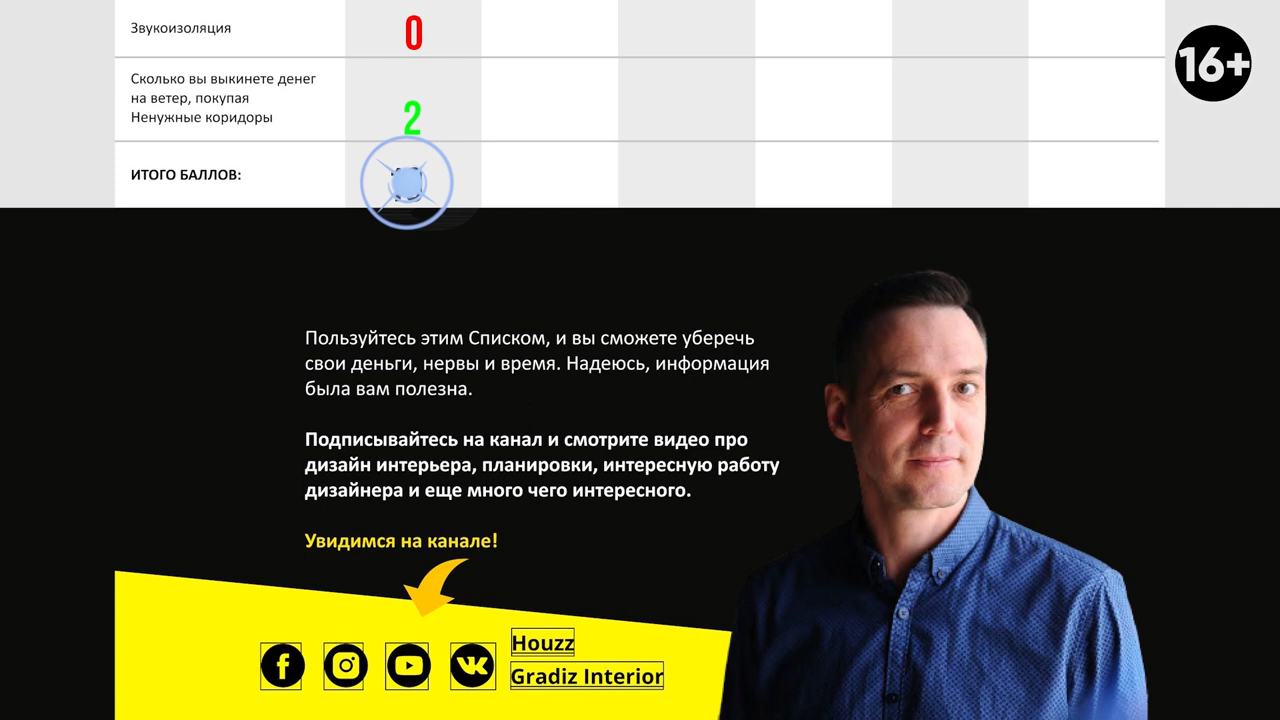 Звукоизоляция
0
16+
Сколько вы выкинете денег
на ветер, покупая
Ненужные коридоры
2
ИТОГО БАЛЛОВ:
Пользуйтесь этим Списком, и вы сможете уберечь
свои деньги, нервы и время. Надеюсь, информация
была вам полезна.
Подписывайтесь на канал и смотрите видео про
дизайн интерьера, планировки, интересную работу
дизайнера и еще много чего интересного.
Увидимся на канале!
Houzz
Gradiz Interior